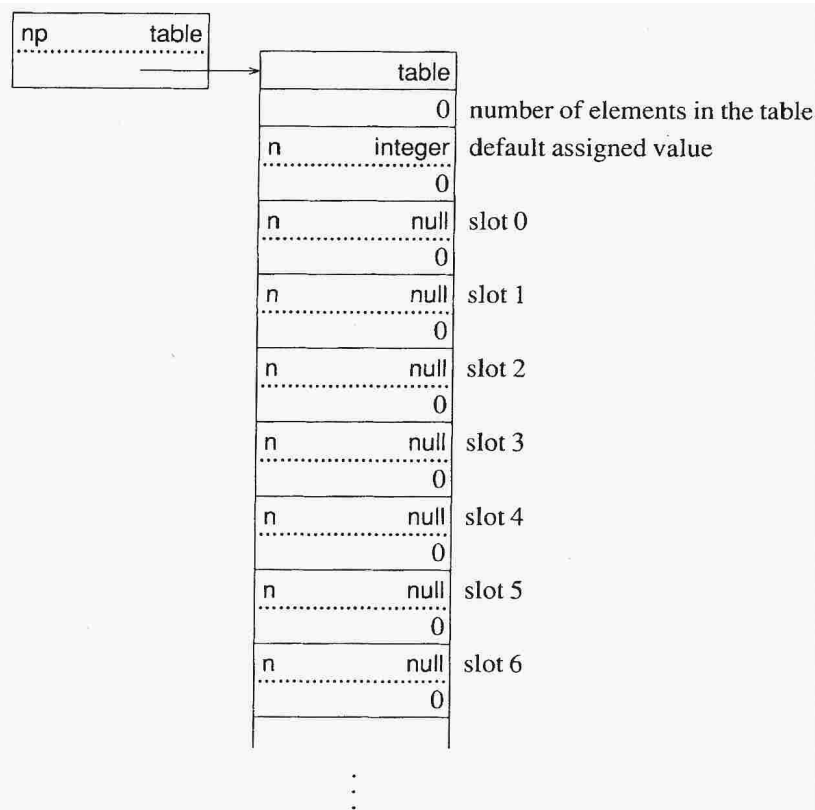 np table
table
0 number of elements in the table
n integer default assigned value
0
n null slot 0
0
n null slot 1
0
n null slot 2
0
n null slot 3
0
n null slot 4
0
n null slot 5
0
n null slot 6
0